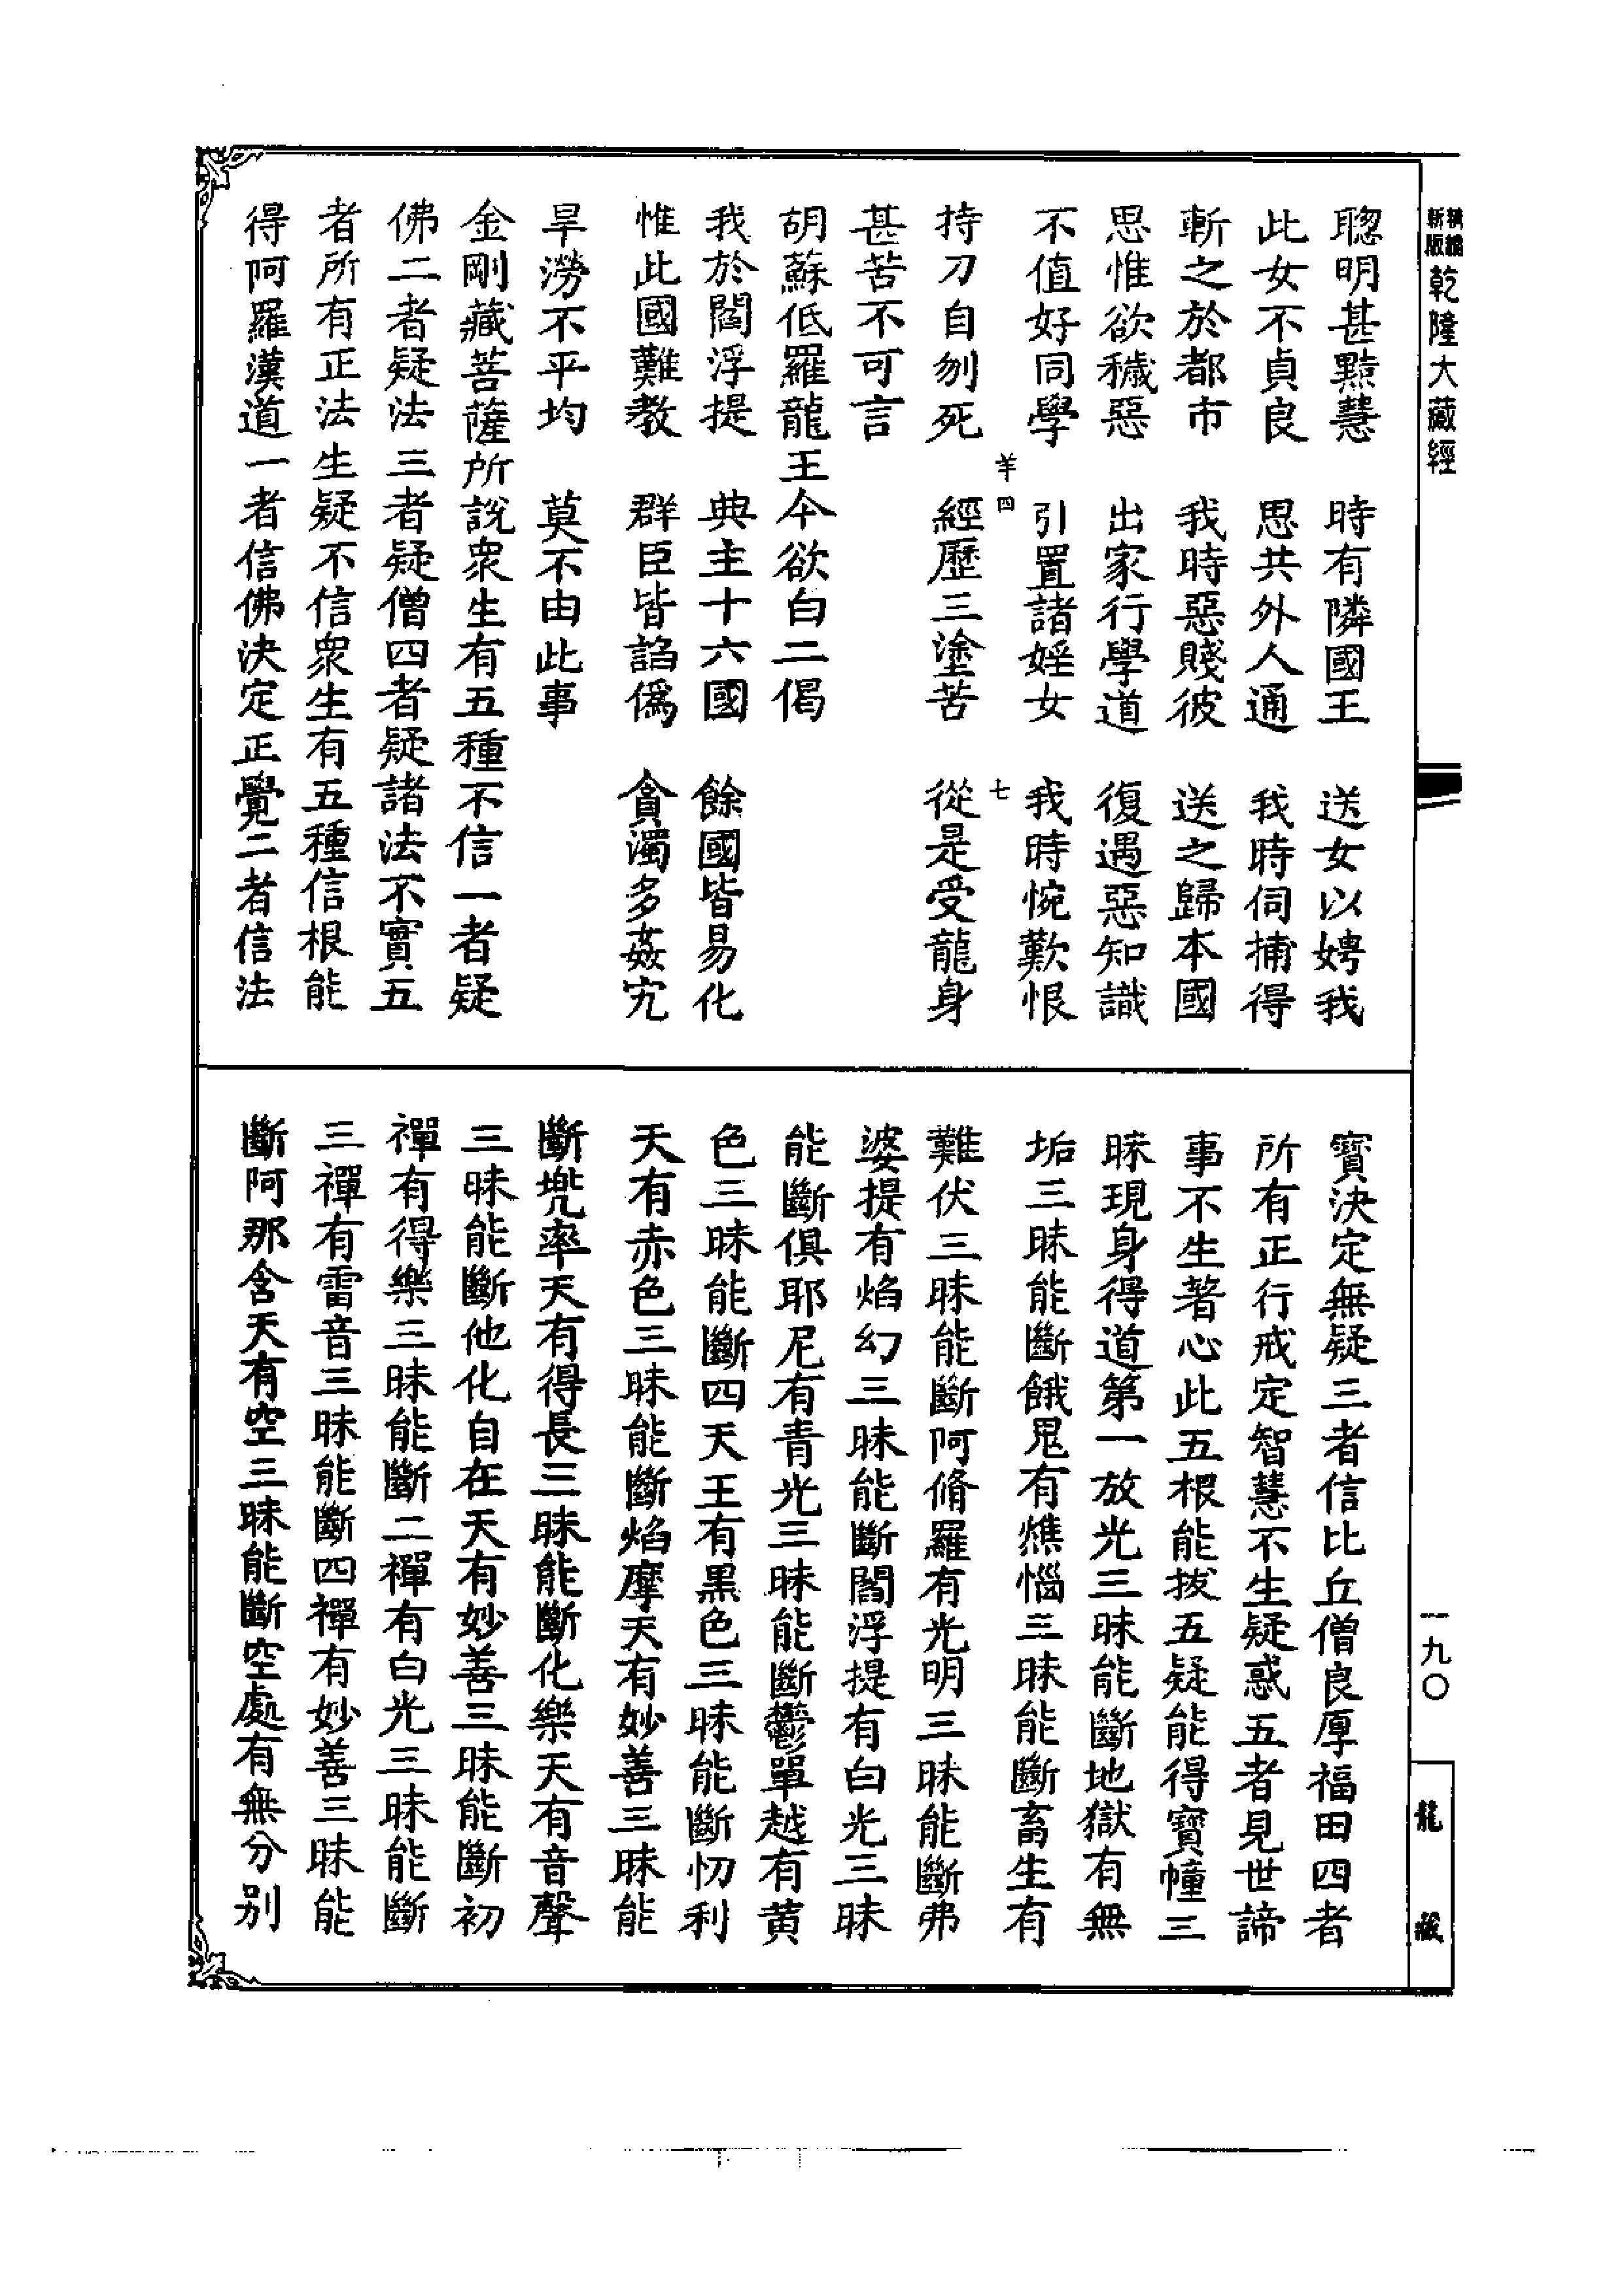 精編
新版
乾隆大藏經
聰明甚黠慧　時有隣國王　送女以娉我
此女不貞良　思共外人通　我時伺捕得
斬之於都市　我時惡賤彼　送之歸本國
思惟欲穢惡　出家行學道　復遇惡知識
不值好同學　引置諸婬女　我時惋歎恨
羊四　七
持刀自刎死　經歷三塗苦　從是受龍身
甚苦不可言
胡蘇低羅龍王今欲白二偈
我於閻浮提　典主十六國　餘國皆易化
惟此國難教　群臣皆諂偽　貪濁多姦宄
旱澇不平均　莫不由此事
金剛藏菩薩所說衆生有五種不信一者疑
佛二者疑法三者疑僧四者疑諸法不實五
者所有正法生疑不信衆生有五種信根能
得阿羅漢道一者信佛決定正覺二者信法
寶決定無疑三者信比丘僧良厚福田四者
所有正行戒定智慧不生疑惑五者見世諦
事不生著心此五根能拔五疑能得寶幢三
昧現身得道第一放光三昧能斷地獄有無
垢三昧能斷餓鬼有燋惱三昧能斷畜生有
難伏三昧能斷阿脩羅有光明三昧能斷弗
婆提有焰幻三昧能斷閻浮提有白光三昧
能斷俱耶尼有青光三昧能斷鬱單越有黃
色三昧能斷四天王有黑色三昧能斷忉利
天有赤色三昧能斷焰摩天有妙善三昧能
斷兜率天有得長三昧能斷化樂天有音聲
三昧能斷他化自在天有妙善三昧能斷初
禪有得樂三昧能斷二禪有白光三昧能斷
三禪有雷音三昧能斷四禪有妙善三昧能
斷阿那含天有空三昧能斷空處有無分別
一九〇
龍藏